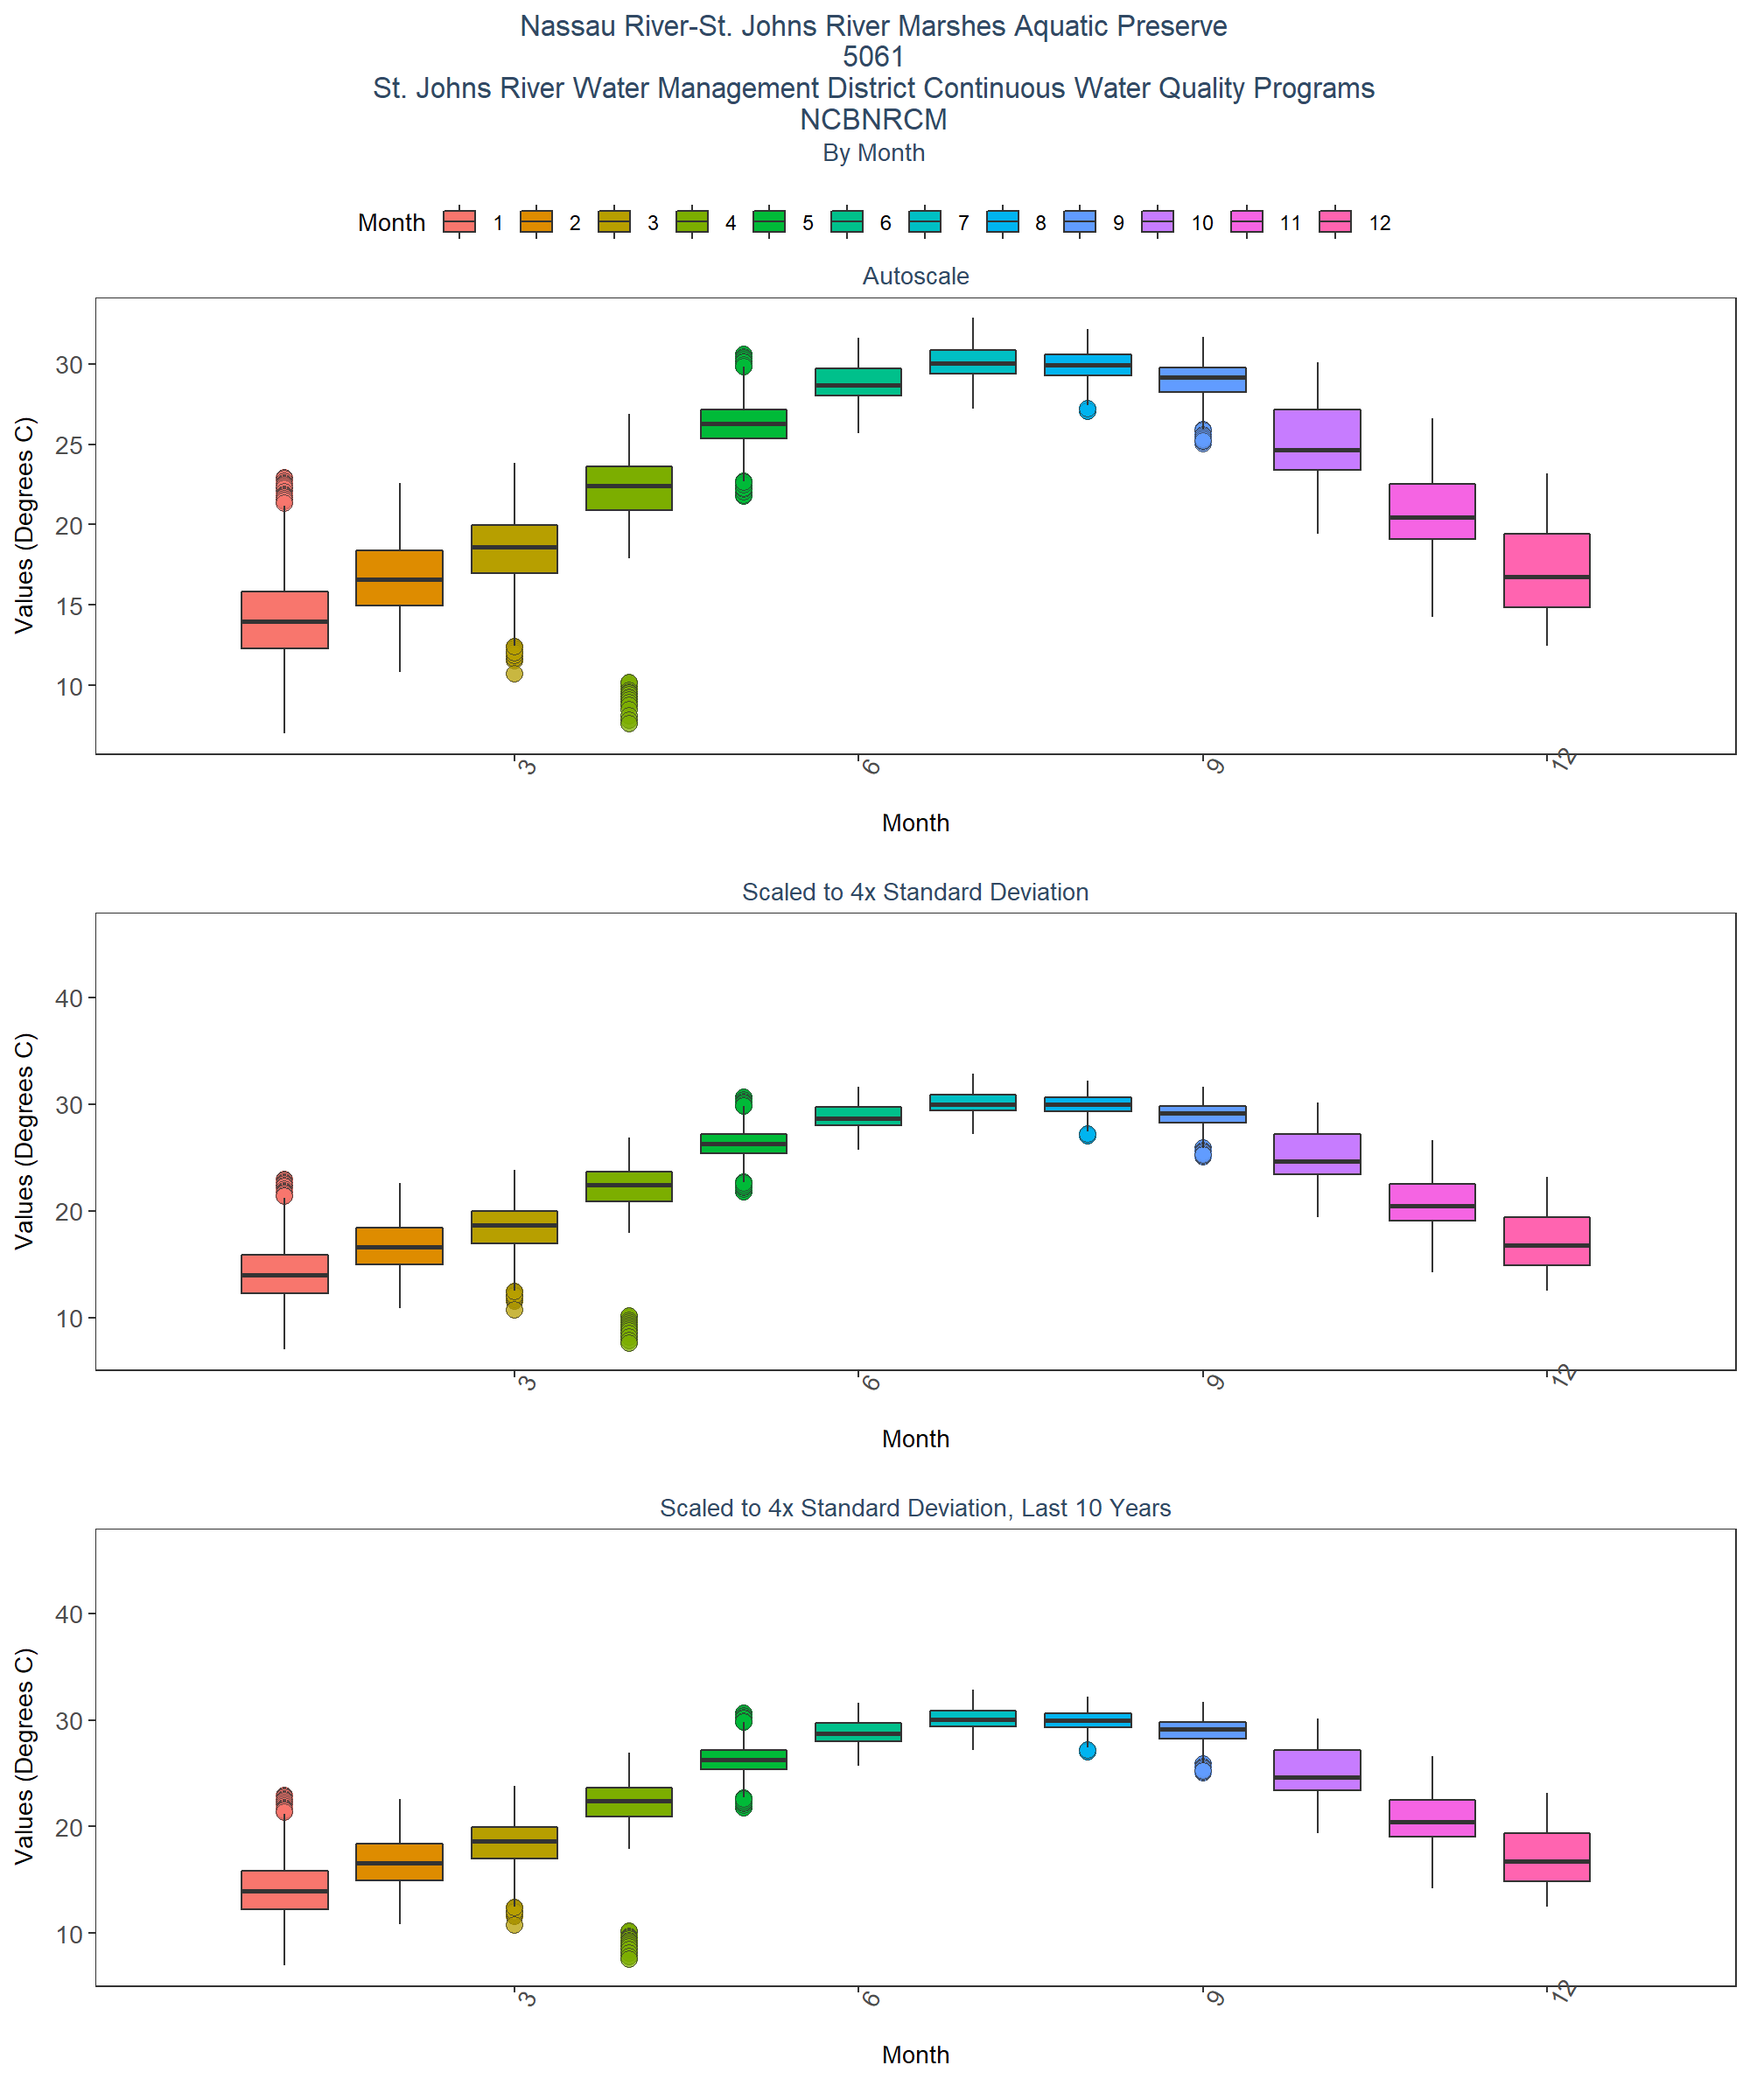 Nassau River-St. Johns River Marshes Aquatic Preserve
5061
St. Johns River Water Management District Continuous Water Quality Programs
NCBNRCM
By Month
Month 1 2 3 4 5 6 7 8 9 10 11 12
Autoscale
Values (Degrees C)
30
25
20
15
10
3 6 9 12
Month
Scaled to 4x Standard Deviation
Values (Degrees C)
40
30
20
10
3 6 9 12
Month
Scaled to 4x Standard Deviation, Last 10 Years
Values (Degrees C)
40
30
20
10
3 6 9 12
Month